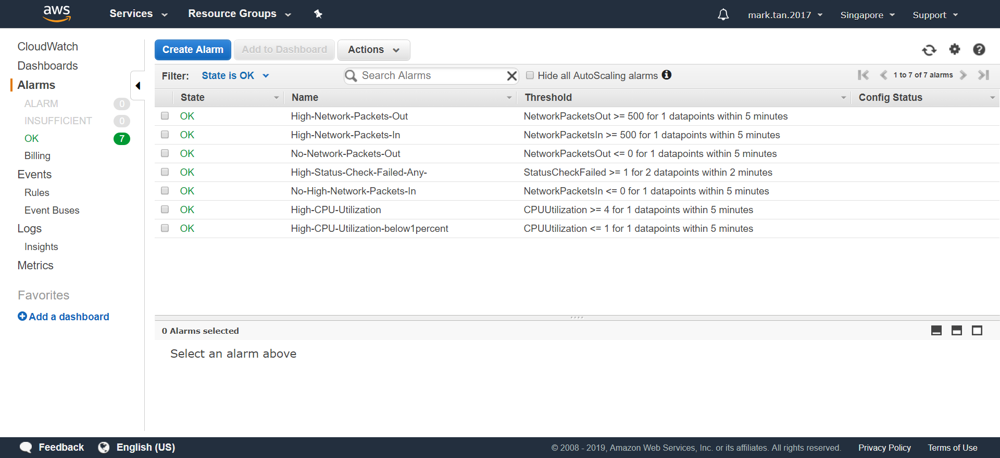 aws Services Resource Groups mark.tan.2017 Singapore Support
CloudWatch
Dashboards
Alarms
ALARM 0
INSUFFICIENT 0
OK 7
Billing
Events
Rules
Event Buses
Logs
Insights
Metrics
Favorites
Add a dashboard
Create Alarm Add to Dashboard Actions
Filter: State is OK Search Alarms Hide all AutoScaling alarms 1 to 7 of 7 alarms
State Name Threshold Config Status
OK High-Network-Packets-Out NetworkPacketsOut >= 500 for 1 datapoints within 5 minutes
OK High-Network-Packets-In NetworkPacketsIn >= 500 for 1 datapoints within 5 minutes
OK No-Network-Packets-Out NetworkPacketsOut <= 0 for 1 datapoints within 5 minutes
OK High-Status-Check-Failed-Any- StatusCheckFailed >= 1 for 2 datapoints within 2 minutes
OK No-High-Network-Packets-In NetworkPacketsIn <= 0 for 1 datapoints within 5 minutes
OK High-CPU-Utilization CPUUtilization >= 4 for 1 datapoints within 5 minutes
OK High-CPU-Utilization-below1percent CPUUtilization <= 1 for 1 datapoints within 5 minutes
0 Alarms selected
Select an alarm above
Feedback English (US) © 2008 - 2019, Amazon Web Services, Inc. or its affiliates. All rights reserved. Privacy Policy Terms of Use